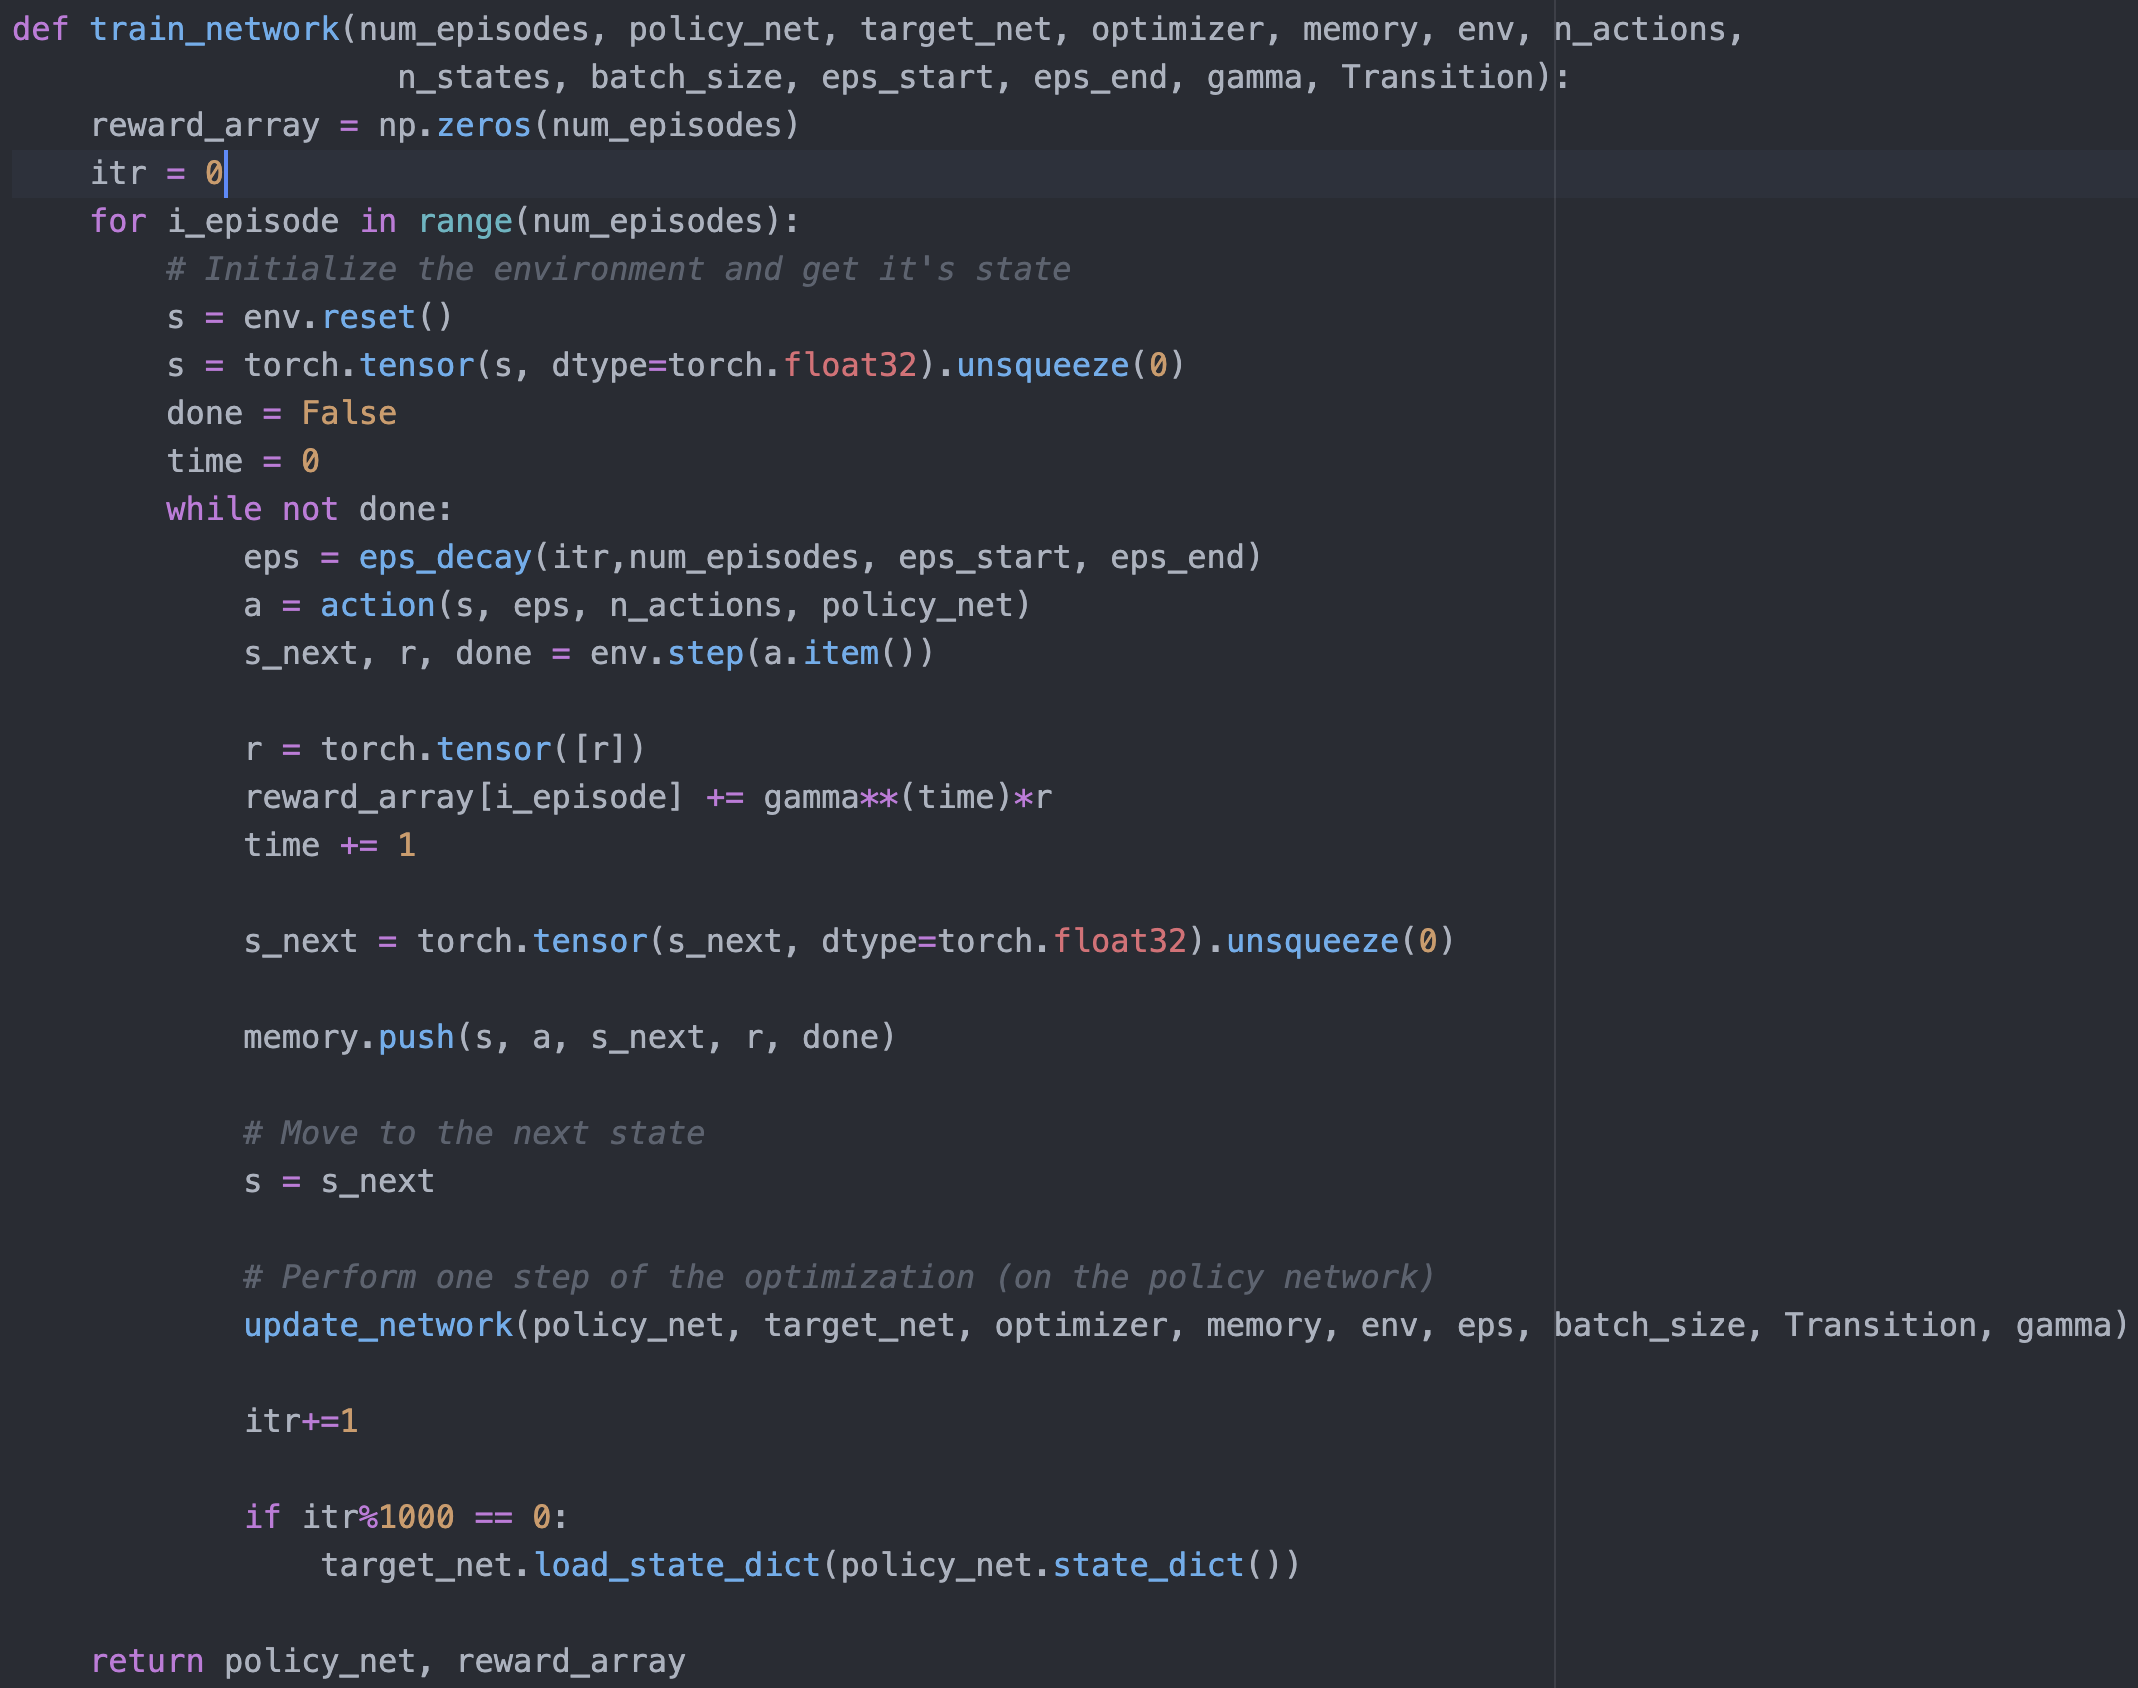 def train_network(num_episodes, policy_net, target_net, optimizer, memory, env, n_actions,
                    n_states, batch_size, eps_start, eps_end, gamma, Transition):
    reward_array = np.zeros(num_episodes)
    itr = 0
    for i_episode in range(num_episodes):
        # Initialize the environment and get it's state
        s = env.reset()
        s = torch.tensor(s, dtype=torch.float32).unsqueeze(0)
        done = False
        time = 0
        while not done:
            eps = eps_decay(itr,num_episodes, eps_start, eps_end)
            a = action(s, eps, n_actions, policy_net)
            s_next, r, done = env.step(a.item())

            r = torch.tensor([r])
            reward_array[i_episode] += gamma**(time)*r
            time += 1

            s_next = torch.tensor(s_next, dtype=torch.float32).unsqueeze(0)

            memory.push(s, a, s_next, r, done)

            # Move to the next state
            s = s_next

            # Perform one step of the optimization (on the policy network)
            update_network(policy_net, target_net, optimizer, memory, env, eps, batch_size, Transition, gamma)

            itr+=1

            if itr%1000 == 0:
                target_net.load_state_dict(policy_net.state_dict())

    return policy_net, reward_array